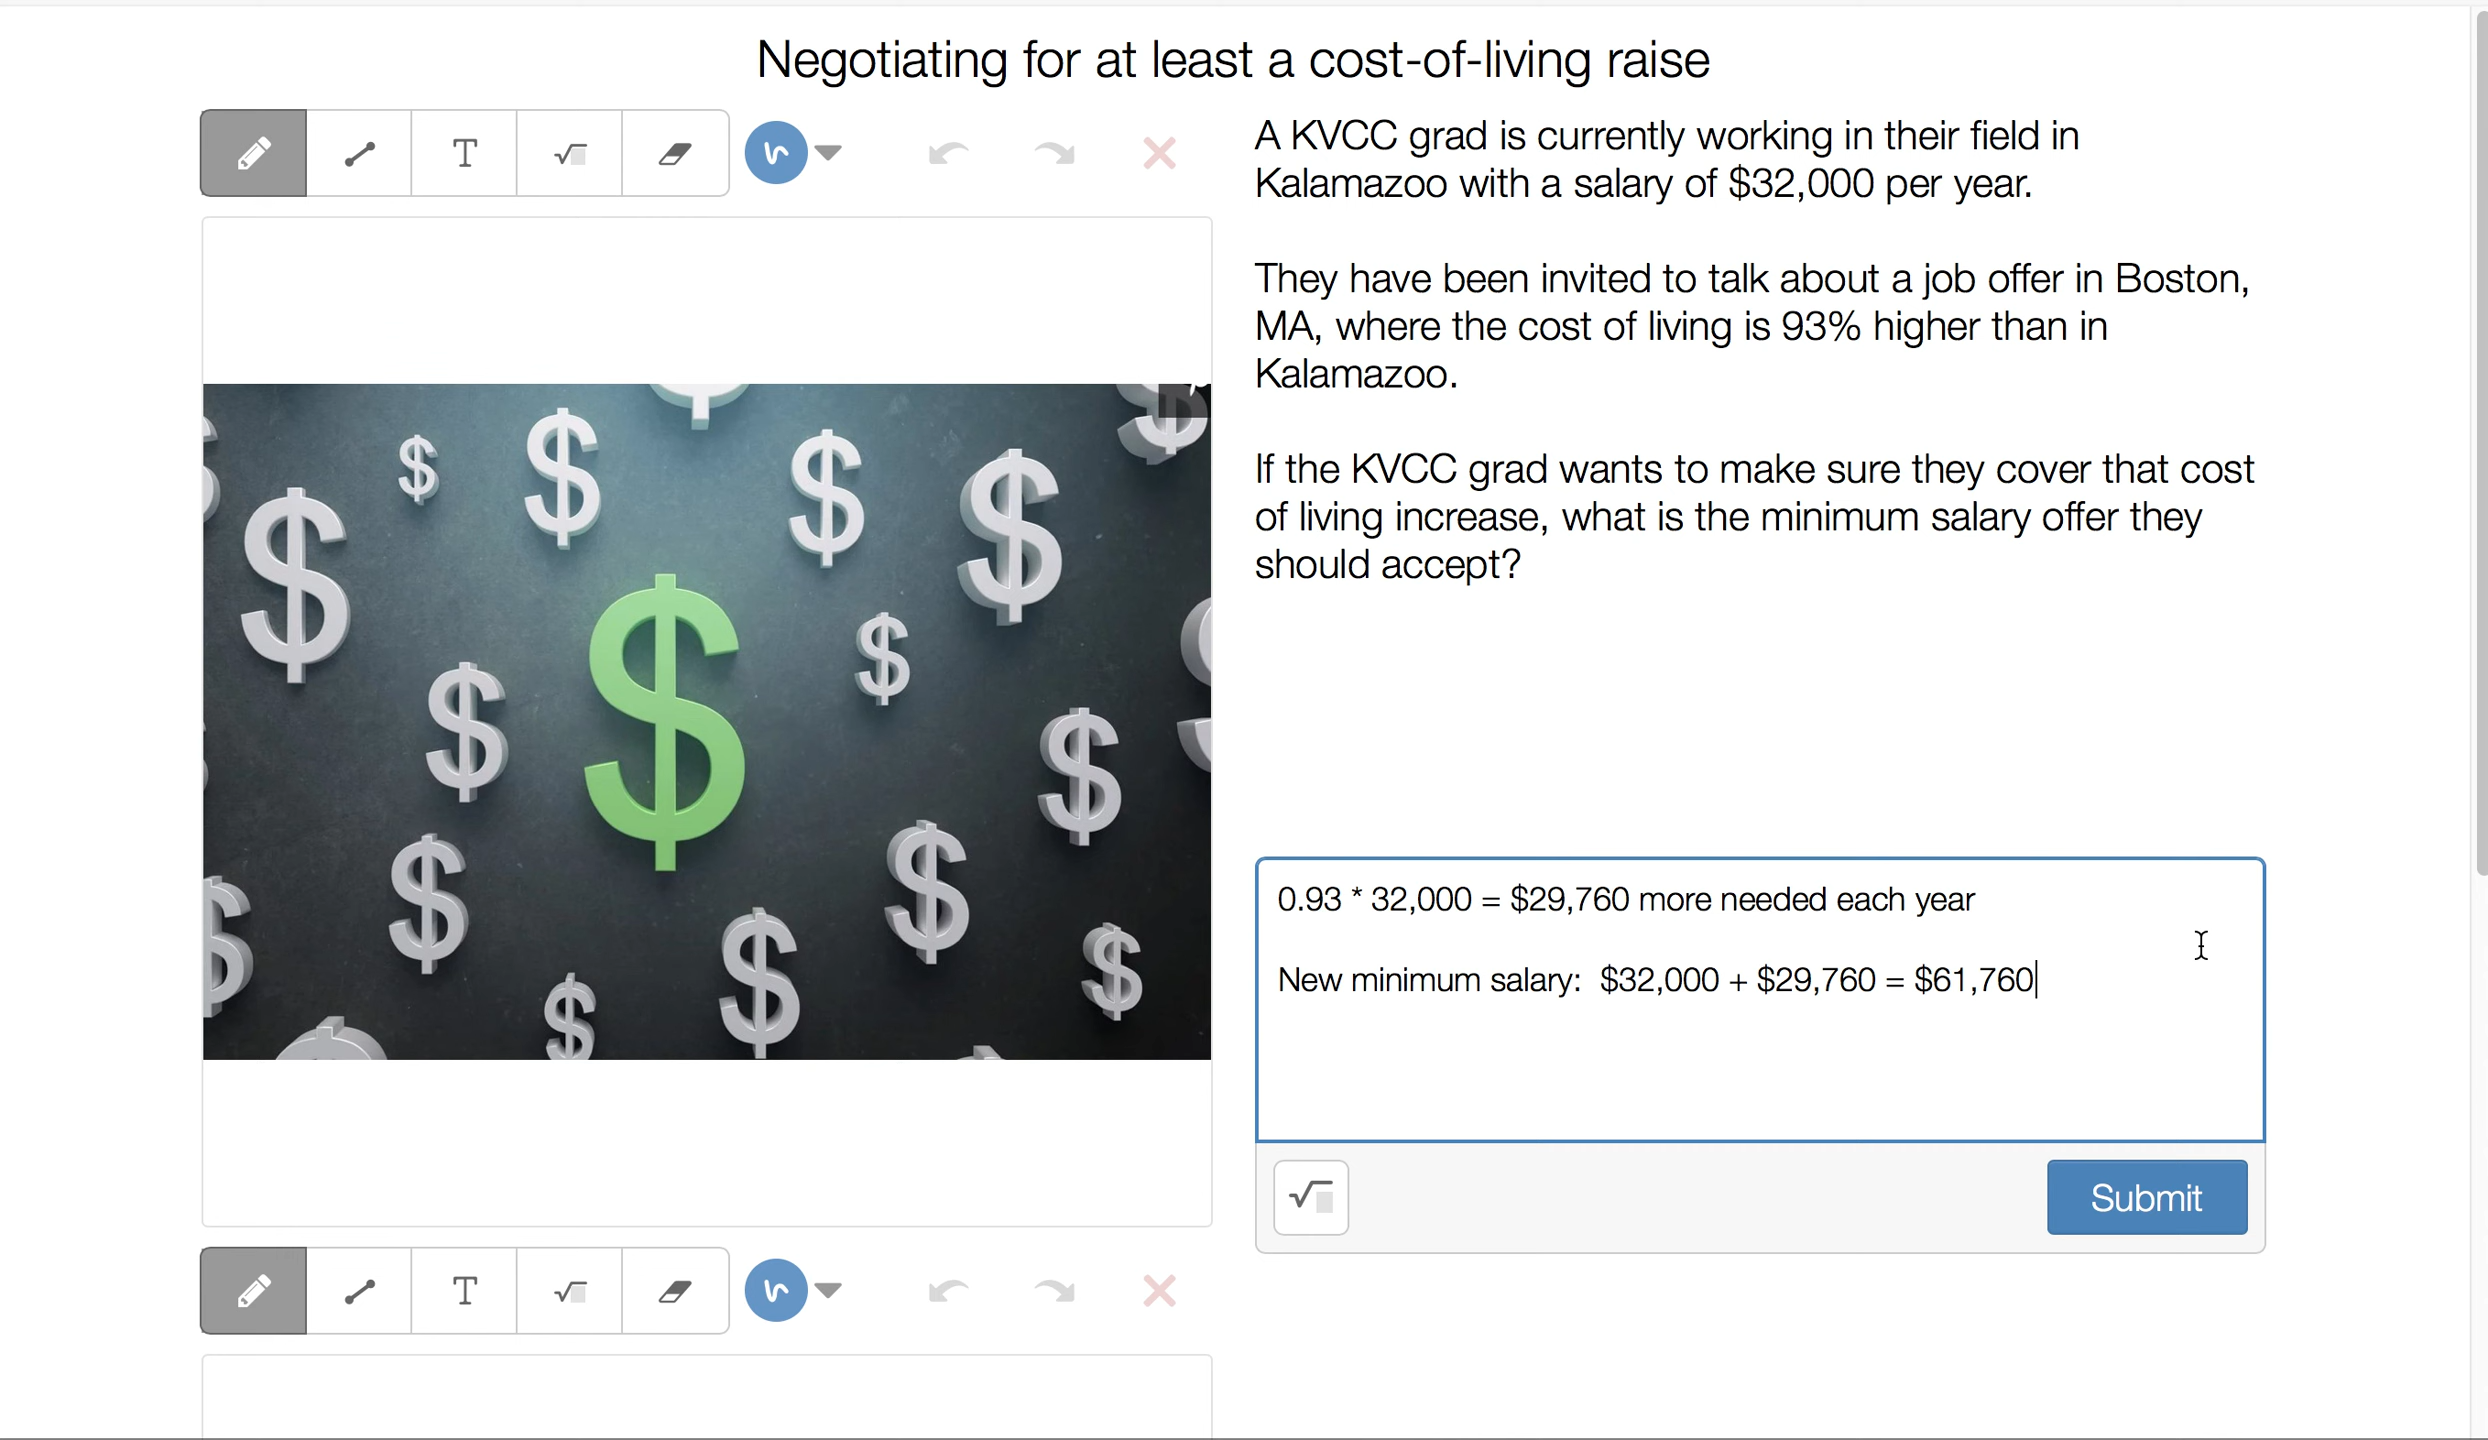 Negotiating for at least a cost-of-living raise
T
A KVCC grad is currently working in their field in
Kalamazoo with a salary of $32,000 per year.
They have been invited to talk about a job offer in Boston,
MA, where the cost of living is 93% higher than in
Kalamazoo.
If the KVCC grad wants to make sure they cover that cost
of living increase, what is the minimum salary offer they
should accept?
0.93 * 32,000 = $29,760 more needed each year
New minimum salary:  $32,000 + $29,760 = $61,760
Submit
T